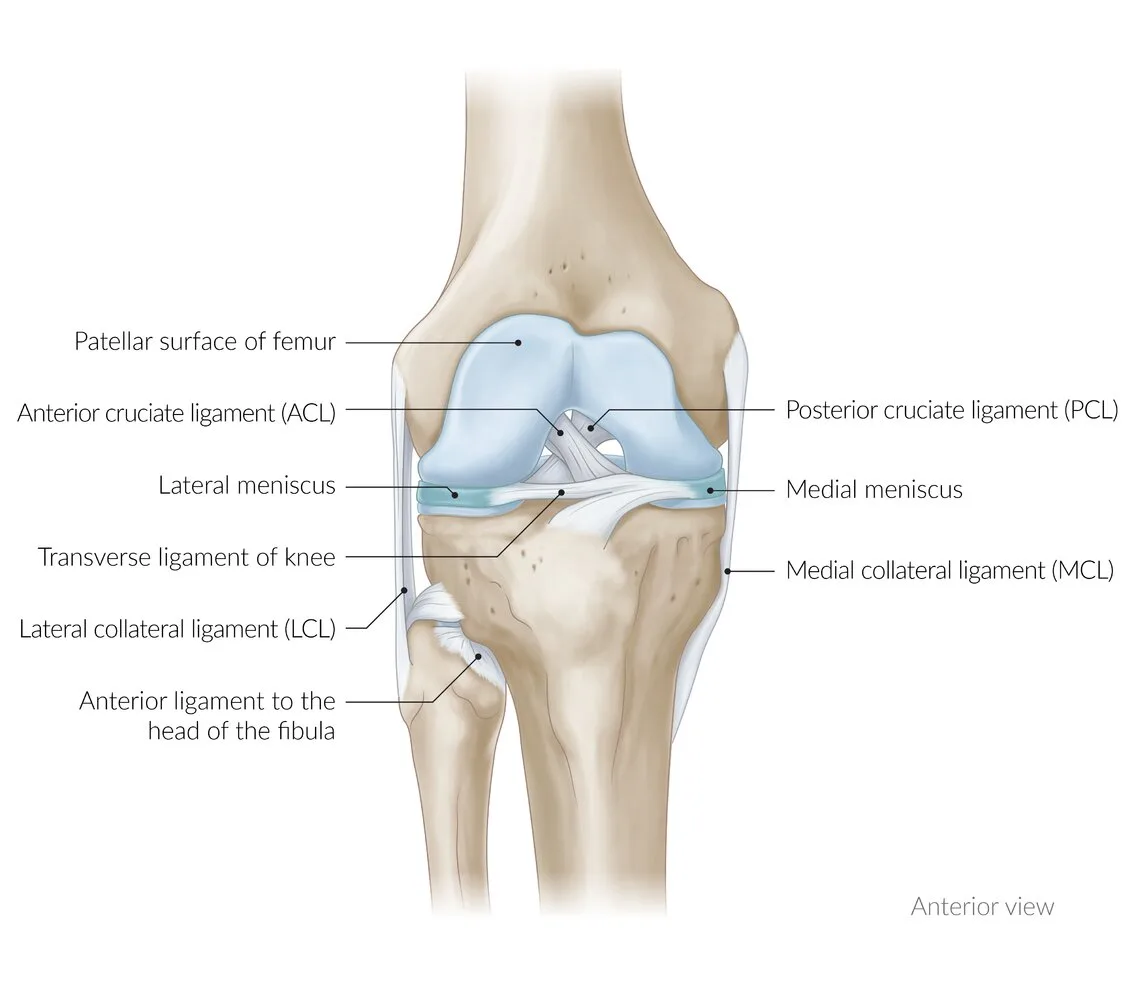 Patellar surface of femur
Anterior cruciate ligament (ACL)
Lateral meniscus
Transverse ligament of knee
Lateral collateral ligament (LCL)
Anterior ligament to the
head of the fibula
Posterior cruciate ligament (PCL)
Medial meniscus
Medial collateral ligament (MCL)
Anterior view